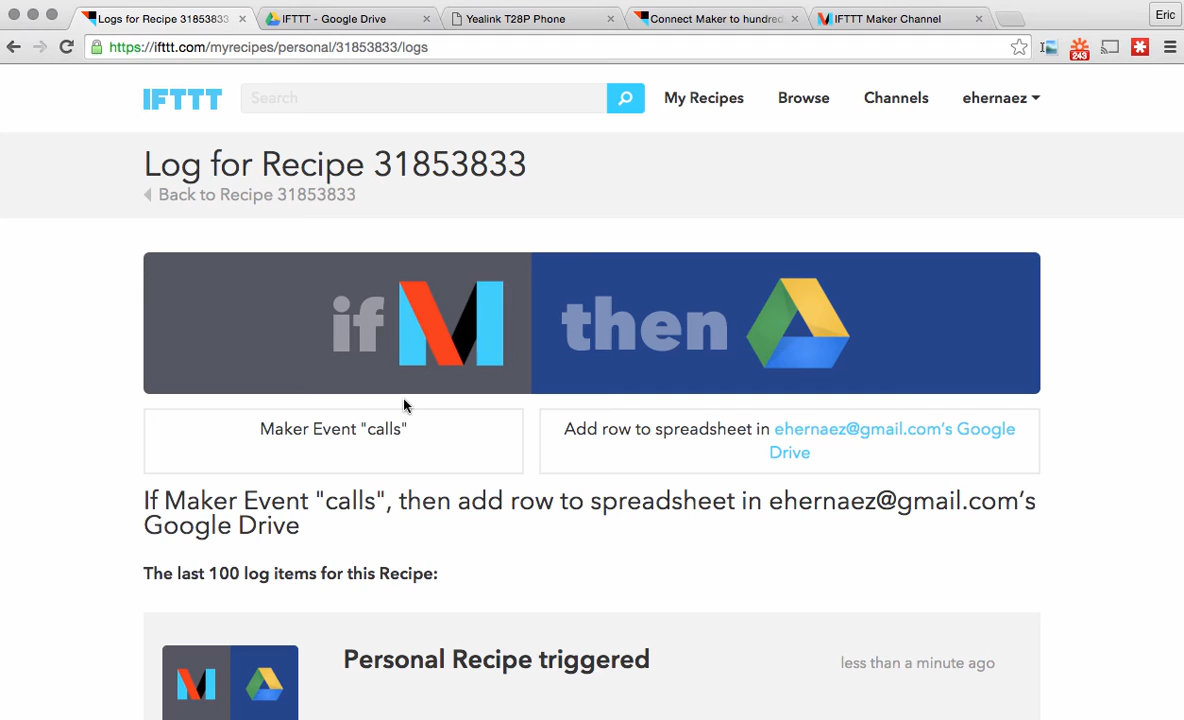 Logs for Recipe 31853833
IFTTT - Google Drive
Yealink T28P Phone
Connect Maker to hundred
IFTTT Maker Channel
Eric
https://ifttt.com/myrecipes/personal/31853833/logs
243
IFTTT
Search
My Recipes
Browse
Channels
ehernaez
Log for Recipe 31853833
Back to Recipe 31853833
if
then
Maker Event "calls"
Add row to spreadsheet in ehernaez@gmail.com's Google
Drive
If Maker Event "calls", then add row to spreadsheet in ehernaez@gmail.com's
Google Drive
The last 100 log items for this Recipe:
Personal Recipe triggered
less than a minute ago